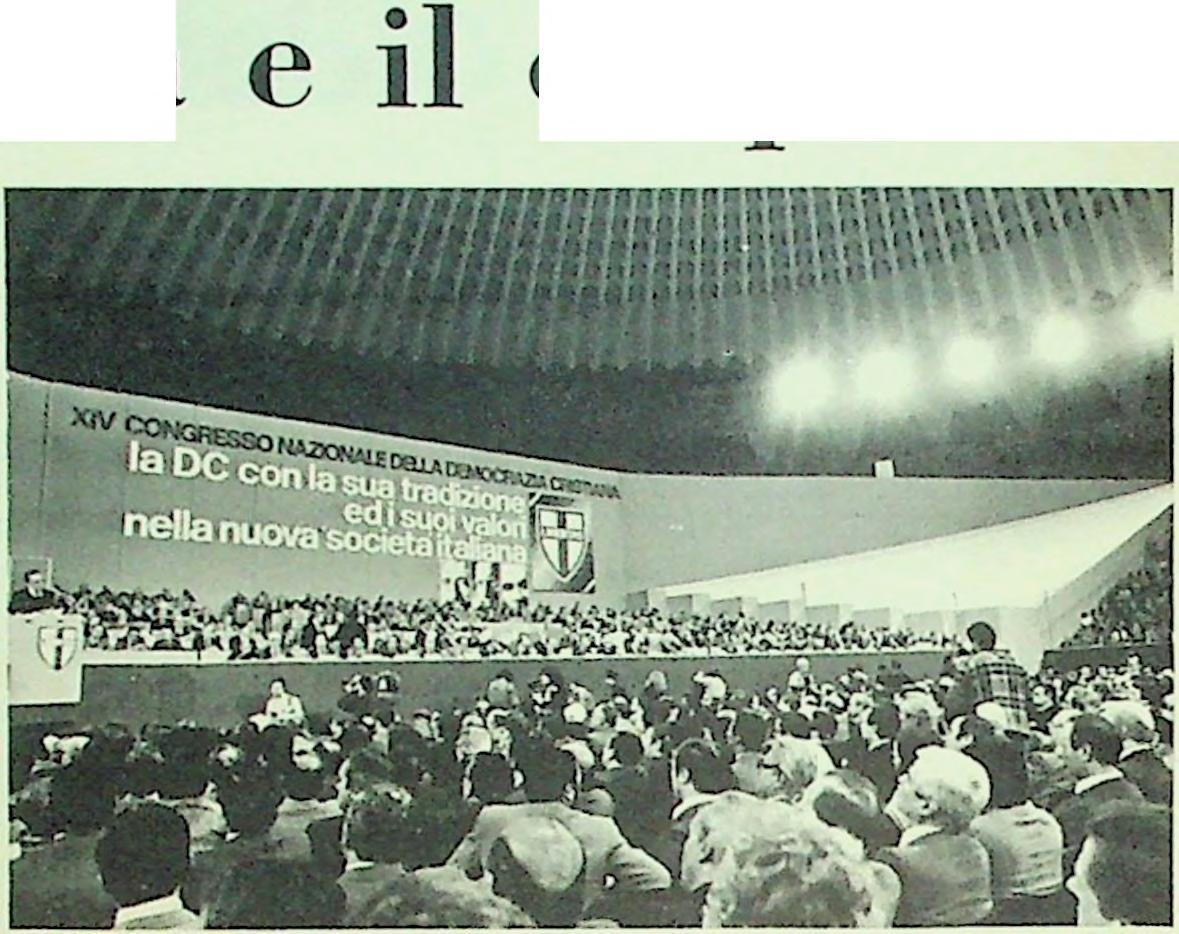 e il
XIV CONGRESSO NAZIONALE DELLA DEMOCRAZIA CRISTIANA
la DC con la sua tradizione
ed i suoi valori
nella nuova società italiana